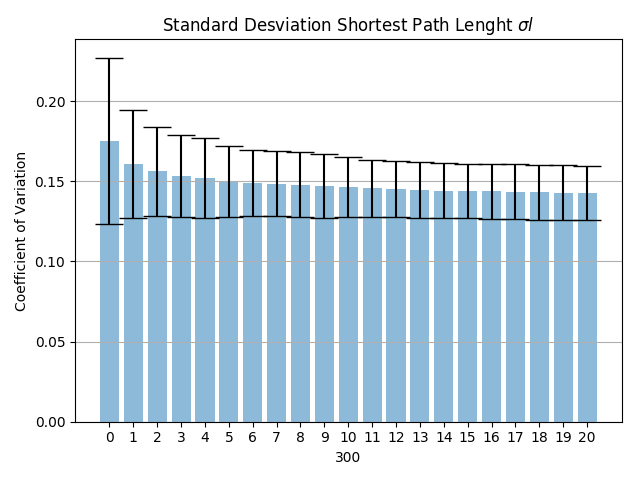 Standard Desviation Shortest Path Lenght σl
Coefficient of Variation
0.20
0.15
0.10
0.05
0.00
0 1 2 3 4 5 6 7 8 9 10 11 12 13 14 15 16 17 18 19 20
300